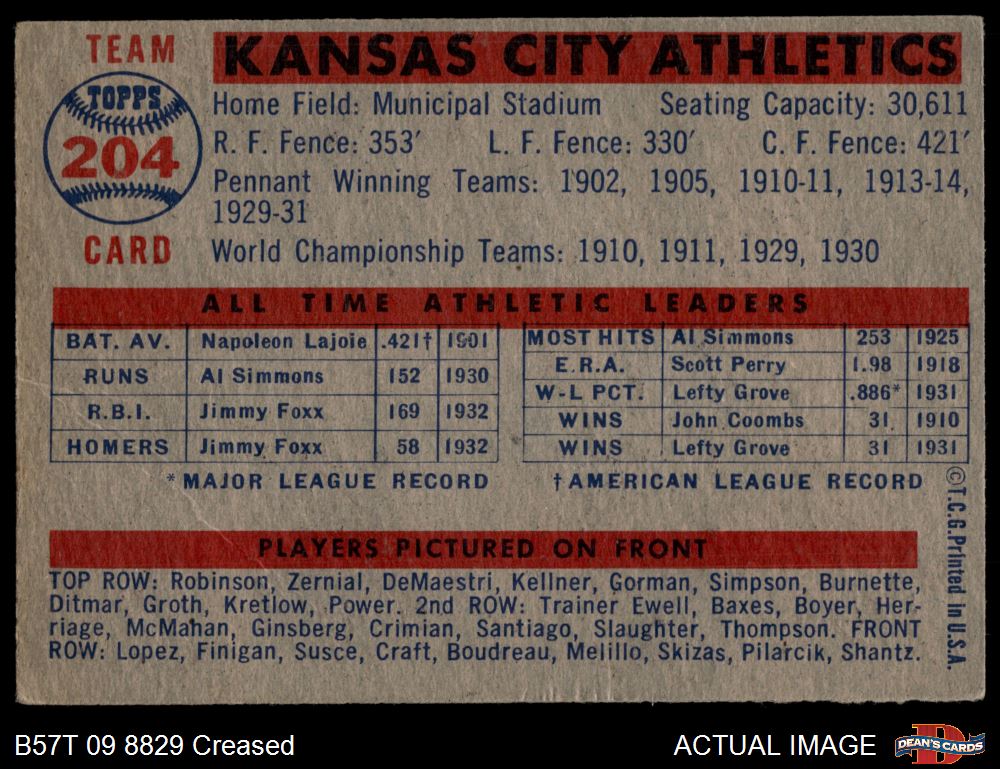 TEAM
TOPPS
204
CARD
KANSAS CITY ATHLETICS
Home Field: Municipal Stadium Seating Capacity: 30,611
R. F. Fence: 353′ L. F. Fence: 330′ C. F. Fence: 421′
Pennant Winning Teams: 1902, 1905, 1910-11, 1913-14,
1929-31
World Championship Teams: 1910, 1911, 1929, 1930
ALL TIME ATHLETIC LEADERS
BAT. AV. Napoleon Lajoie .421† 1901
RUNS Al Simmons 152 1930
R.B.I. Jimmy Foxx 169 1932
HOMERS Jimmy Foxx 58 1932
MOST HITS Al Simmons 253 1925
E.R.A. Scott Perry 1.98 1918
W-L PCT. Lefty Grove .886* 1931
WINS John Coombs 31 1910
WINS Lefty Grove 31 1931
*MAJOR LEAGUE RECORD †AMERICAN LEAGUE RECORD
©T.C.G. Printed in U.S.A.
PLAYERS PICTURED ON FRONT
TOP ROW: Robinson, Zernial, DeMaestri, Kellner, Gorman, Simpson, Burnette,
Ditmar, Groth, Kretlow, Power. 2nd ROW: Trainer Ewell, Baxes, Boyer, Her-
riage, McMahan, Ginsberg, Crimian, Santiago, Slaughter, Thompson. FRONT
ROW: Lopez, Finigan, Susce, Craft, Boudreau, Melillo, Skizas, Pilarcik, Shantz.
B57T 09 8829 Creased
ACTUAL IMAGE
D
DEAN'S CARDS